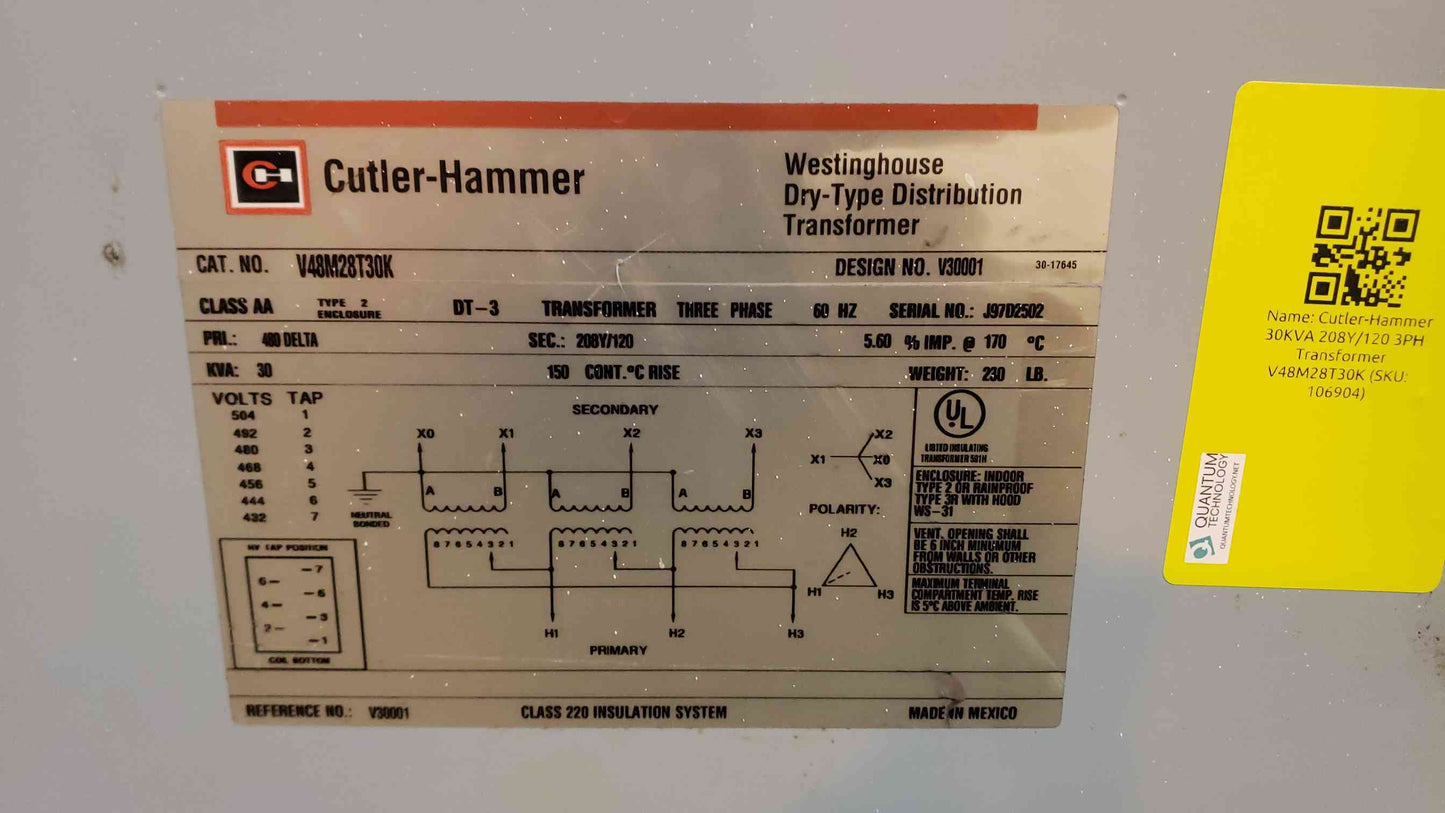 Cutler-Hammer
Westinghouse
Dry-Type Distribution
Transformer
CAT. NO. V48M28T30K DESIGN NO. V30001 30-17645
CLASS AA TYPE 2 ENCLOSURE DT-3 TRANSFORMER THREE PHASE 60 HZ SERIAL NO.: J97D2502
PRI.: 480 DELTA SEC.: 208Y/120 5.60 % IMP. @ 170 °C
KVA: 30 150 CONT.°C RISE WEIGHT: 230 LB.
VOLTS TAP
504 1
492 2
480 3
468 4
456 5
444 6
432 7
HV TAP POSITION
-7
6-
-5
4-
-3
2-
-1
COIL BOTTOM
SECONDARY
X0 X1 X2 X3
A B A B A B
NEUTRAL
BONDED
8 7 6 5 4 3 2 1 8 7 6 5 4 3 2 1 8 7 6 5 4 3 2 1
H1 H2 H3
PRIMARY
X2
X1 X0
X3
POLARITY:
H2
H1 H3
UL
LISTED INSULATING
TRANSFORMER 591H
ENCLOSURE: INDOOR
TYPE 2 OR RAINPROOF
TYPE 3R WITH HOOD
WS-31
VENT. OPENING SHALL
BE 6 INCH MINIMUM
FROM WALLS OR OTHER
OBSTRUCTIONS.
MAXIMUM TERMINAL
COMPARTMENT TEMP. RISE
IS 5°C ABOVE AMBIENT.
REFERENCE NO.: V30001 CLASS 220 INSULATION SYSTEM MADE IN MEXICO
Name: Cutler-Hammer
30KVA 208Y/120 3PH
Transformer
V48M28T30K (SKU:
106904)
QUANTUM
TECHNOLOGY
QUANTUMTECHNOLOGY.NET